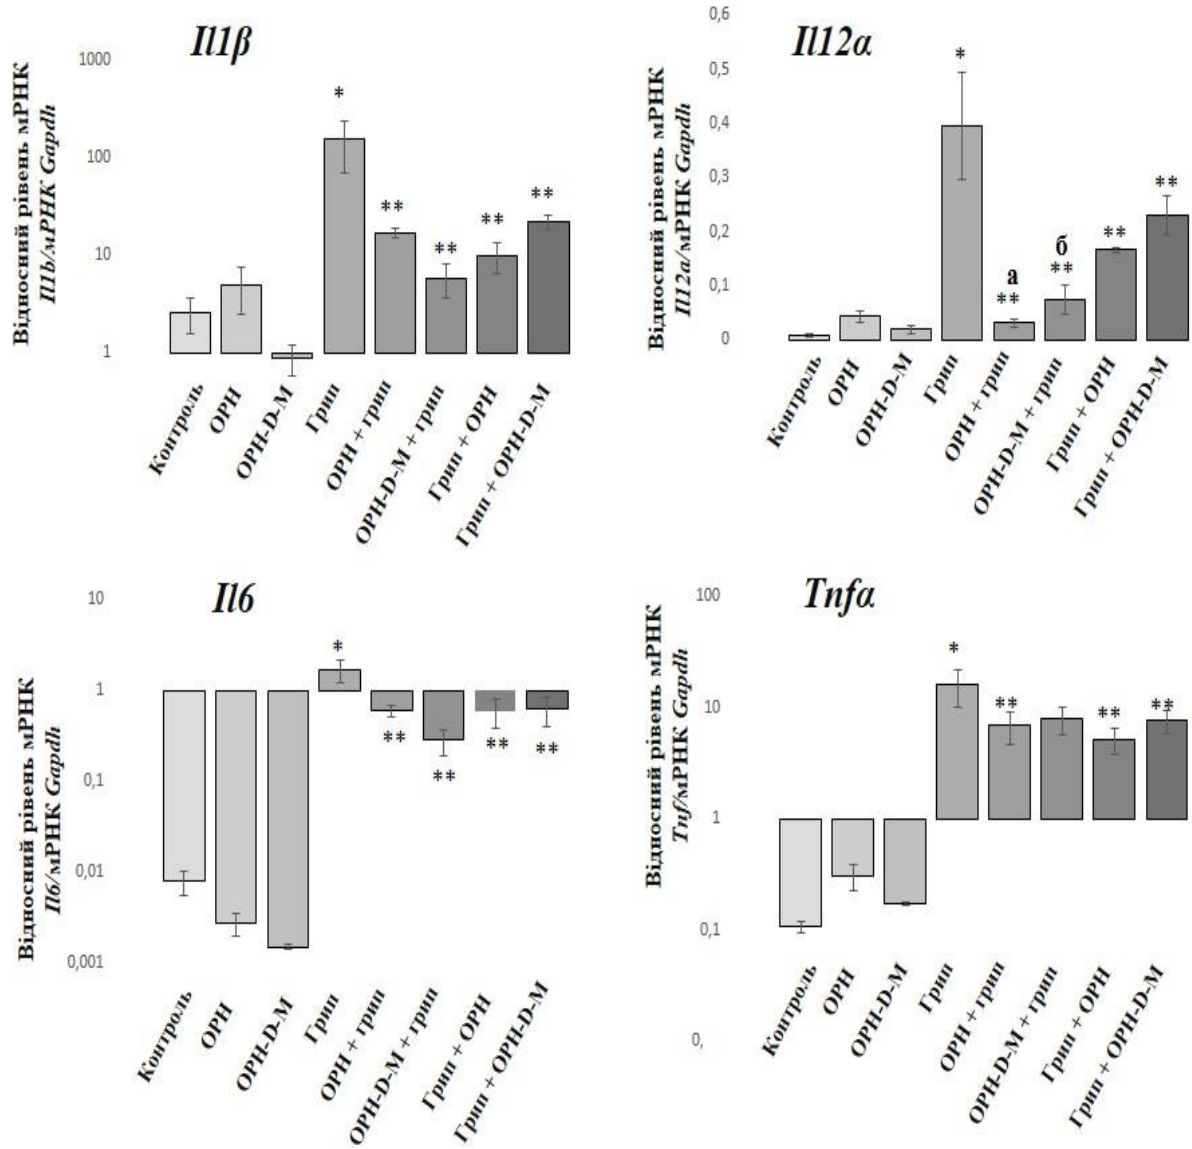 Il1β
Відносний рівень мРНК
Il1b/мРНК Gapdh
1000
100
10
1
*
**
**
**
**
Контроль
ОРН
ОРН-D-M
Грип
ОРН + грип
ОРН-D-M + грип
Грип + ОРН
Грип + ОРН-D-M
Il12α
Відносний рівень мРНК
Il12a/мРНК Gapdh
0,6
0,5
0,4
0,3
0,2
0,1
0
*
а
**
б
**
**
**
Контроль
ОРН
ОРН-D-M
Грип
ОРН + грип
ОРН-D-M + грип
Грип + ОРН
Грип + ОРН-D-M
Il6
Відносний рівень мРНК
Il6/мРНК Gapdh
10
1
0,1
0,01
0,001
*
**
**
**
**
Контроль
ОРН
ОРН-D-M
Грип
ОРН + грип
ОРН-D-M + грип
Грип + ОРН
Грип + ОРН-D-M
Tnfα
Відносний рівень мРНК
Tnf/мРНК Gapdh
100
10
1
0,1
0,
*
**
**
**
Контроль
ОРН
ОРН-D-M
Грип
ОРН + грип
ОРН-D-M + грип
Грип + ОРН
Грип + ОРН-D-M